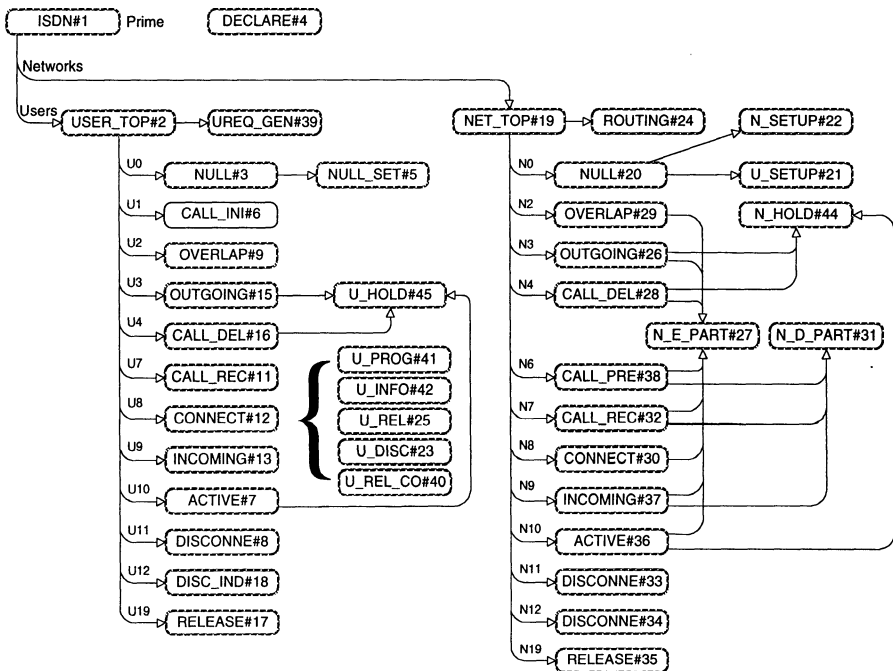 ISDN#1 Prime DECLARE#4
Networks
Users
USER_TOP#2 UREQ_GEN#39
NET_TOP#19 ROUTING#24 N_SETUP#22
U0 NULL#3 NULL_SET#5
N0 NULL#20 U_SETUP#21
U1 CALL_INI#6
N2 OVERLAP#29 N_HOLD#44
U2 OVERLAP#9
N3 OUTGOING#26
U3 OUTGOING#15 U_HOLD#45
N4 CALL_DEL#28
U4 CALL_DEL#16
N_E_PART#27 N_D_PART#31
U_PROG#41
U7 CALL_REC#11
N6 CALL_PRE#38
U_INFO#42
U8 CONNECT#12
U_REL#25
N7 CALL_REC#32
U9 INCOMING#13
U_DISC#23
N8 CONNECT#30
U_REL_CO#40
U10 ACTIVE#7
N9 INCOMING#37
U11 DISCONNE#8
N10 ACTIVE#36
U12 DISC_IND#18
N11 DISCONNE#33
U19 RELEASE#17
N12 DISCONNE#34
N19 RELEASE#35